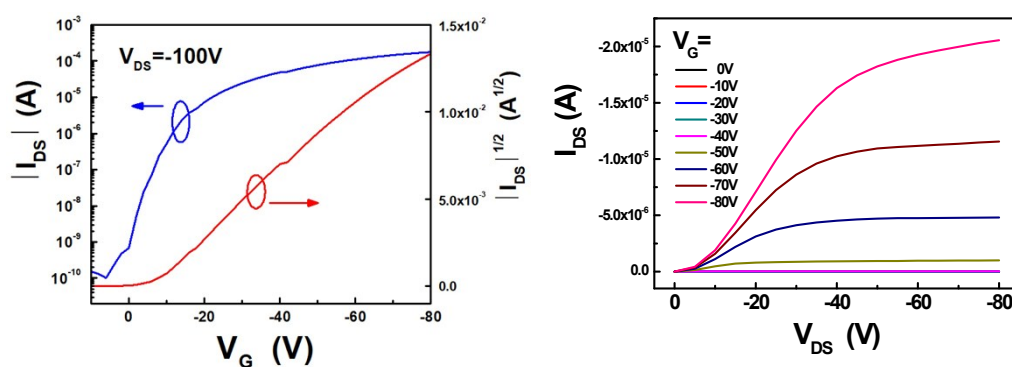 10⁻³
10⁻⁴
10⁻⁵
10⁻⁶
10⁻⁷
10⁻⁸
10⁻⁹
10⁻¹⁰
|I_DS| (A)
V_DS=-100V
1.5x10⁻²
1.0x10⁻²
5.0x10⁻³
0.0
|I_DS|^1/2 (A^1/2)
0 -20 -40 -60 -80
V_G (V)
-2.0x10⁻⁵
-1.5x10⁻⁵
-1.0x10⁻⁵
-5.0x10⁻⁶
0.0
I_DS (A)
V_G=
0V
-10V
-20V
-30V
-40V
-50V
-60V
-70V
-80V
0 -20 -40 -60 -80
V_DS (V)